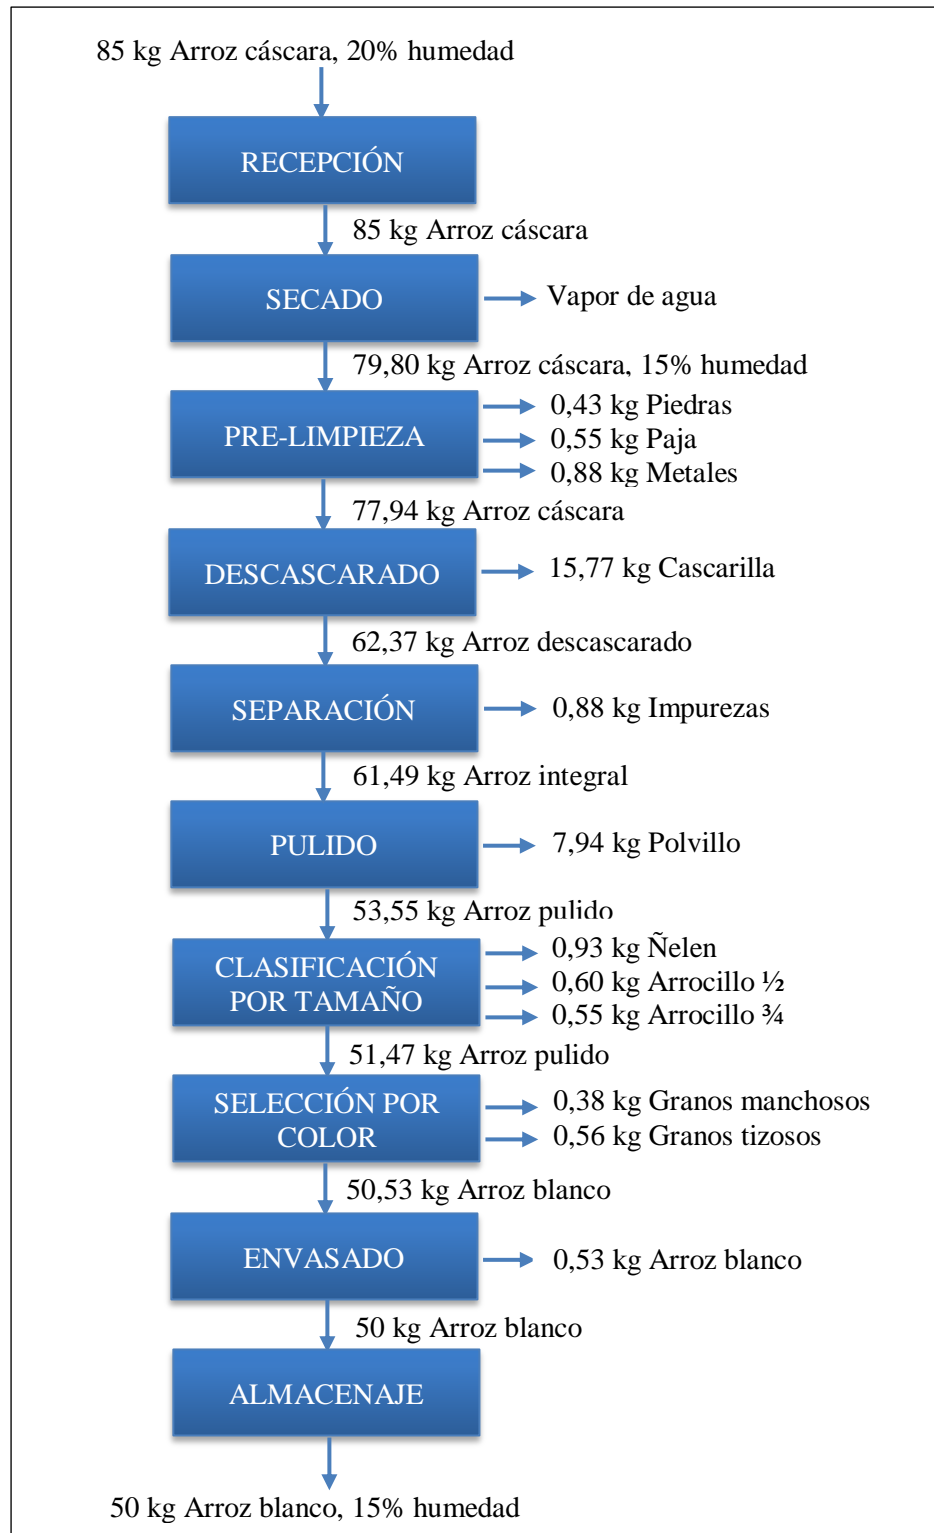 85 kg Arroz cáscara, 20% humedad
RECEPCIÓN
85 kg Arroz cáscara
SECADO
Vapor de agua
79,80 kg Arroz cáscara, 15% humedad
PRE-LIMPIEZA
0,43 kg Piedras
0,55 kg Paja
0,88 kg Metales
77,94 kg Arroz cáscara
DESCASCARADO
15,77 kg Cascarilla
62,37 kg Arroz descascarado
SEPARACIÓN
0,88 kg Impurezas
61,49 kg Arroz integral
PULIDO
7,94 kg Polvillo
53,55 kg Arroz pulido
CLASIFICACIÓN
POR TAMAÑO
0,93 kg Ñelen
0,60 kg Arrocillo ½
0,55 kg Arrocillo ¾
51,47 kg Arroz pulido
SELECCIÓN POR
COLOR
0,38 kg Granos manchosos
0,56 kg Granos tizosos
50,53 kg Arroz blanco
ENVASADO
0,53 kg Arroz blanco
50 kg Arroz blanco
ALMACENAJE
50 kg Arroz blanco, 15% humedad